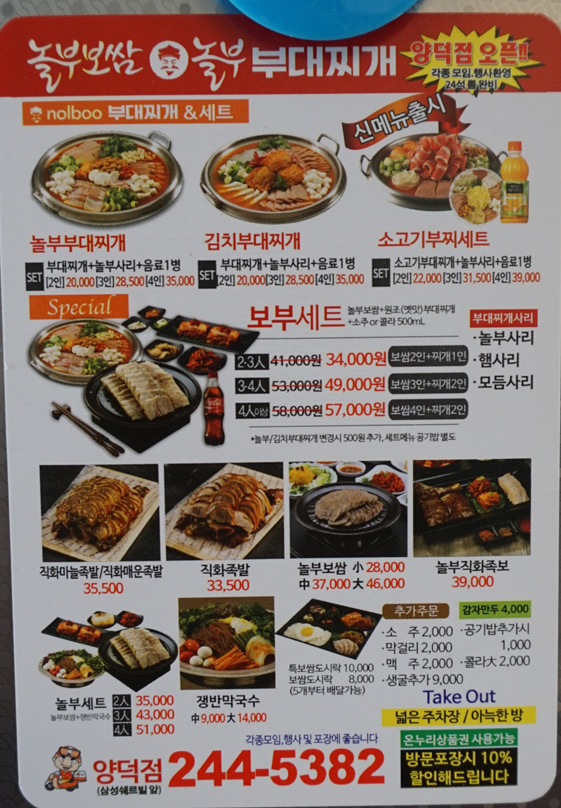 놀부보쌈 놀부 부대찌개
양덕점 오픈!!
각종 모임.행사환영
24석 홀 완비
nolboo 부대찌개 & 세트
신메뉴출시
놀부부대찌개
SET 부대찌개+놀부사리+음료1병
[2인] 20,000 [3인] 28,500 [4인] 35,000
김치부대찌개
SET 부대찌개+놀부사리+음료1병
[2인] 20,000 [3인] 28,500 [4인] 35,000
소고기부찌세트
SET 소고기부대찌개+놀부사리+음료1병
[2인] 22,000 [3인] 31,500 [4인] 39,000
Special
보부세트 놀부보쌈+원조(옛맛)부대찌개
+소주 or 콜라 500mL
2-3人 41,000원 34,000원 보쌈2인+찌개1인
3-4人 53,000원 49,000원 보쌈3인+찌개2인
4人이상 58,000원 57,000원 보쌈4인+찌개2인
*놀부/김치부대찌개 변경시 500원 추가, 세트메뉴 공기밥 별도
부대찌개사리
·놀부사리
·햄사리
·모듬사리
직화마늘족발/직화매운족발
35,500
직화족발
33,500
놀부보쌈 小 28,000
中 37,000 大 46,000
놀부직화족보
39,000
놀부세트
놀부보쌈+쟁반막국수
2人 35,000
3人 43,000
4人 51,000
쟁반막국수
中 9,000 大 14,000
특보쌈도시락 10,000
보쌈도시락 8,000
(5개부터 배달가능)
추가주문
·소 주 2,000
·막걸리 2,000
·맥 주 2,000
·생굴추가 9,000
감자만두 4,000
·공기밥추가시
1,000
·콜라大 2,000
Take Out
넓은 주차장 / 아늑한 방
각종모임,행사 및 포장에 좋습니다
양덕점
(삼성쉐르빌 앞)
244-5382
온누리상품권 사용가능
방문포장시 10%
할인해드립니다